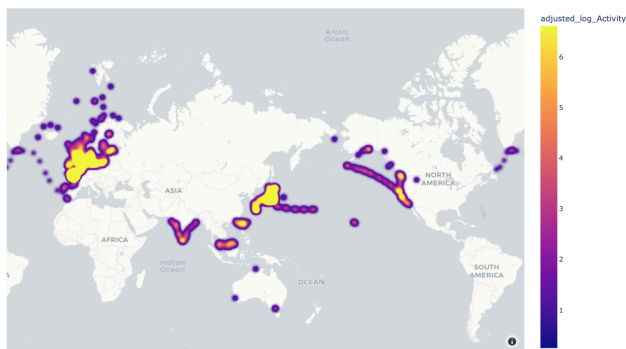 adjusted_log_Activity
Arctic
Ocean
6
5
NORTH
AMERICA
4
ASIA
3
AFRICA
Indian
Ocean
SOUTH
AMERICA
A
OCEAN
2
1
i